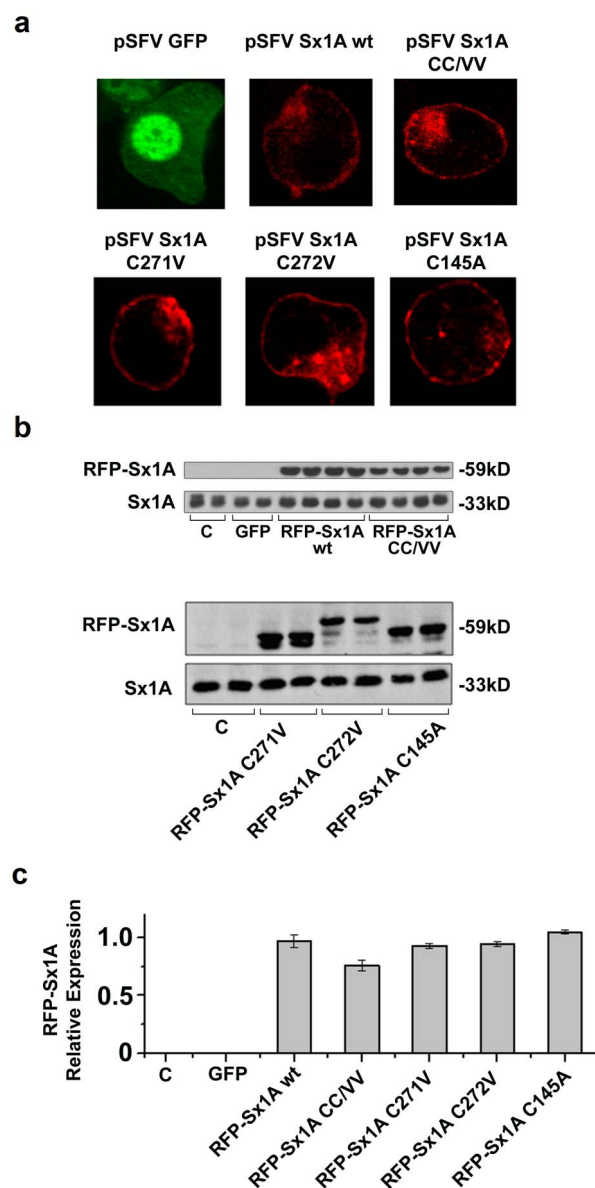 a
pSFV GFP
pSFV Sx1A wt
pSFV Sx1A
CC/VV
pSFV Sx1A
C271V
pSFV Sx1A
C272V
pSFV Sx1A
C145A
b
RFP-Sx1A
-59kD
Sx1A
-33kD
C
GFP
RFP-Sx1A
wt
RFP-Sx1A
CC/VV
RFP-Sx1A
-59kD
Sx1A
-33kD
C
RFP-Sx1A C271V
RFP-Sx1A C272V
RFP-Sx1A C145A
c
RFP-Sx1A
Relative Expression
1.0
0.5
0
C
GFP
RFP-Sx1A wt
RFP-Sx1A CC/VV
RFP-Sx1A C271V
RFP-Sx1A C272V
RFP-Sx1A C145A